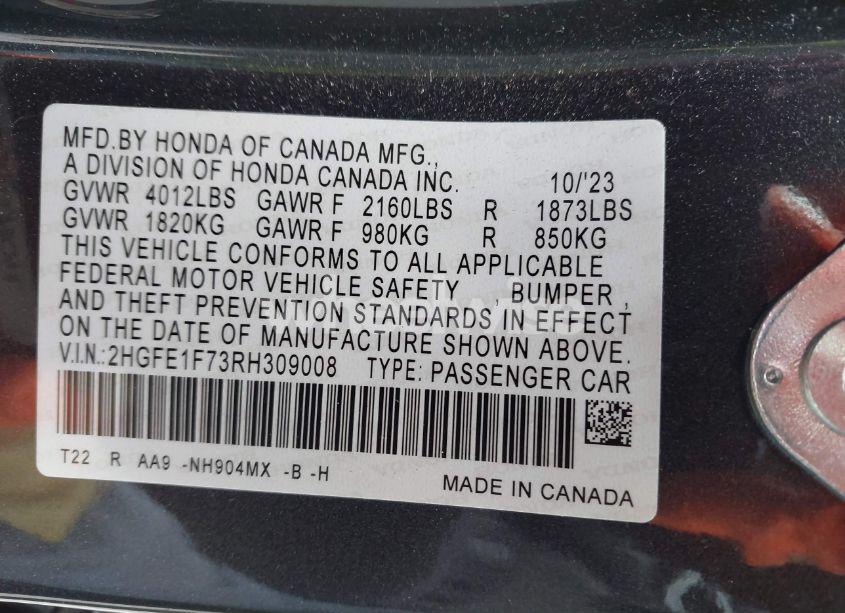 MFD.BY HONDA OF CANADA MFG.,
A DIVISION OF HONDA CANADA INC. 10/'23
GVWR 4012LBS GAWR F 2160LBS R 1873LBS
GVWR 1820KG GAWR F 980KG R 850KG
THIS VEHICLE CONFORMS TO ALL APPLICABLE
FEDERAL MOTOR VEHICLE SAFETY , BUMPER ,
AND THEFT PREVENTION STANDARDS IN EFFECT
ON THE DATE OF MANUFACTURE SHOWN ABOVE.
V.I.N.:2HGFE1F73RH309008 TYPE: PASSENGER CAR
T22 R AA9 -NH904MX -B -H
MADE IN CANADA